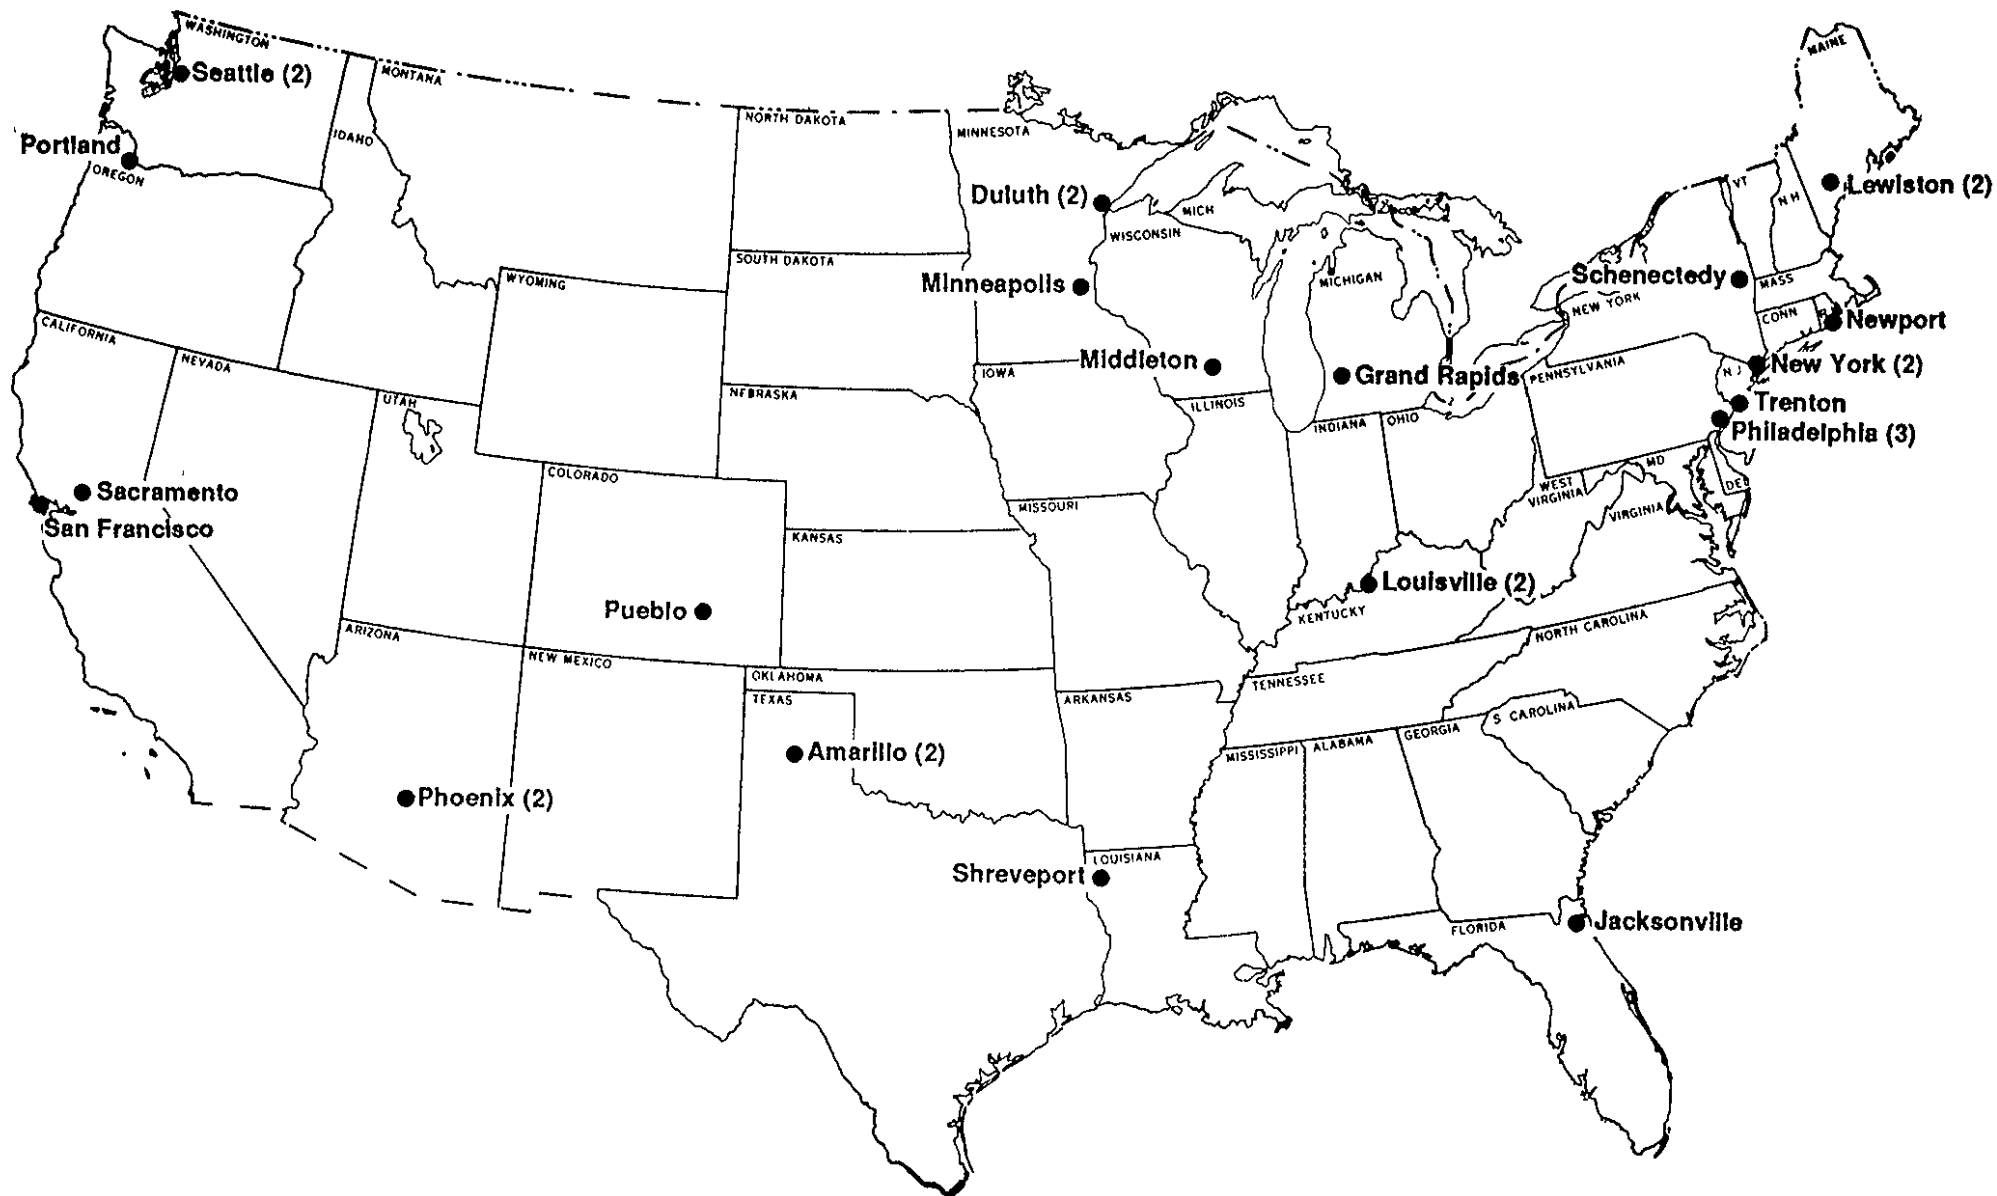 WASHINGTON
Seattle (2)
MONTANA
MAINE
IDAHO
NORTH DAKOTA
MINNESOTA
Portland
OREGON
Duluth (2)
MICH
VT
N H
Lewiston (2)
WISCONSIN
SOUTH DAKOTA
WYOMING
Minneapolis
MICHIGAN
Schenectedy
MASS
NEW YORK
CONN
R I
Newport
CALIFORNIA
NEVADA
Middleton
IOWA
Grand Rapids
PENNSYLVANIA
N J
New York (2)
UTAH
NEBRASKA
ILLINOIS
INDIANA
OHIO
Trenton
Philadelphia (3)
COLORADO
MD
WEST
VIRGINIA
DEL
Sacramento
San Francisco
MISSOURI
VIRGINIA
KANSAS
Louisville (2)
Pueblo
KENTUCKY
ARIZONA
NEW MEXICO
NORTH CAROLINA
OKLAHOMA
TENNESSEE
TEXAS
ARKANSAS
S CAROLINA
GEORGIA
Amarillo (2)
MISSISSIPPI
ALABAMA
Phoenix (2)
LOUISIANA
Shreveport
FLORIDA
Jacksonville